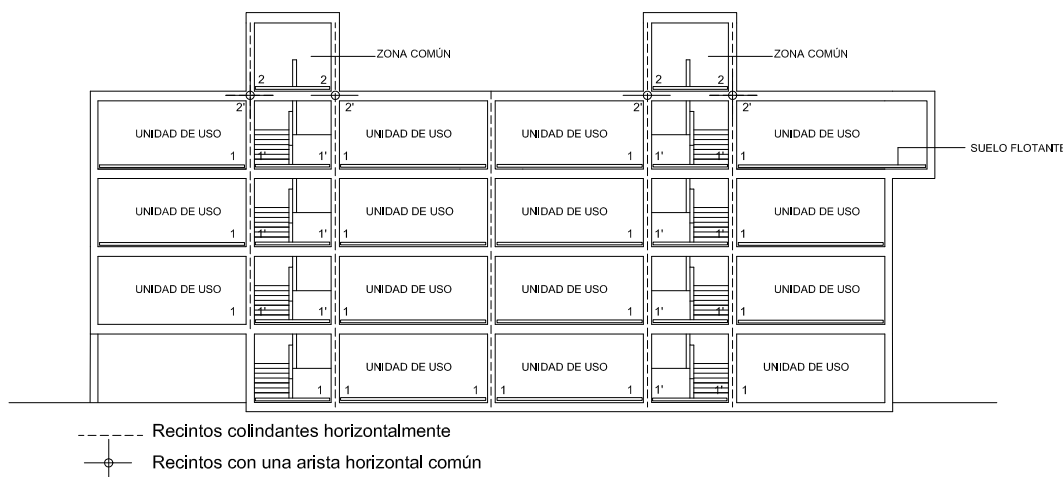 ZONA COMÚN ZONA COMÚN
2 2 2 2
2' 2' 2' 2'
UNIDAD DE USO UNIDAD DE USO UNIDAD DE USO UNIDAD DE USO
SUELO FLOTANTE
1 1' 1' 1 1 1' 1' 1
UNIDAD DE USO UNIDAD DE USO UNIDAD DE USO UNIDAD DE USO
1 1' 1' 1 1 1' 1' 1
UNIDAD DE USO UNIDAD DE USO UNIDAD DE USO UNIDAD DE USO
1 1' 1' 1 1 1' 1' 1
UNIDAD DE USO UNIDAD DE USO UNIDAD DE USO
1 1 1 1 1 1' 1' 1
Recintos colindantes horizontalmente
Recintos con una arista horizontal común